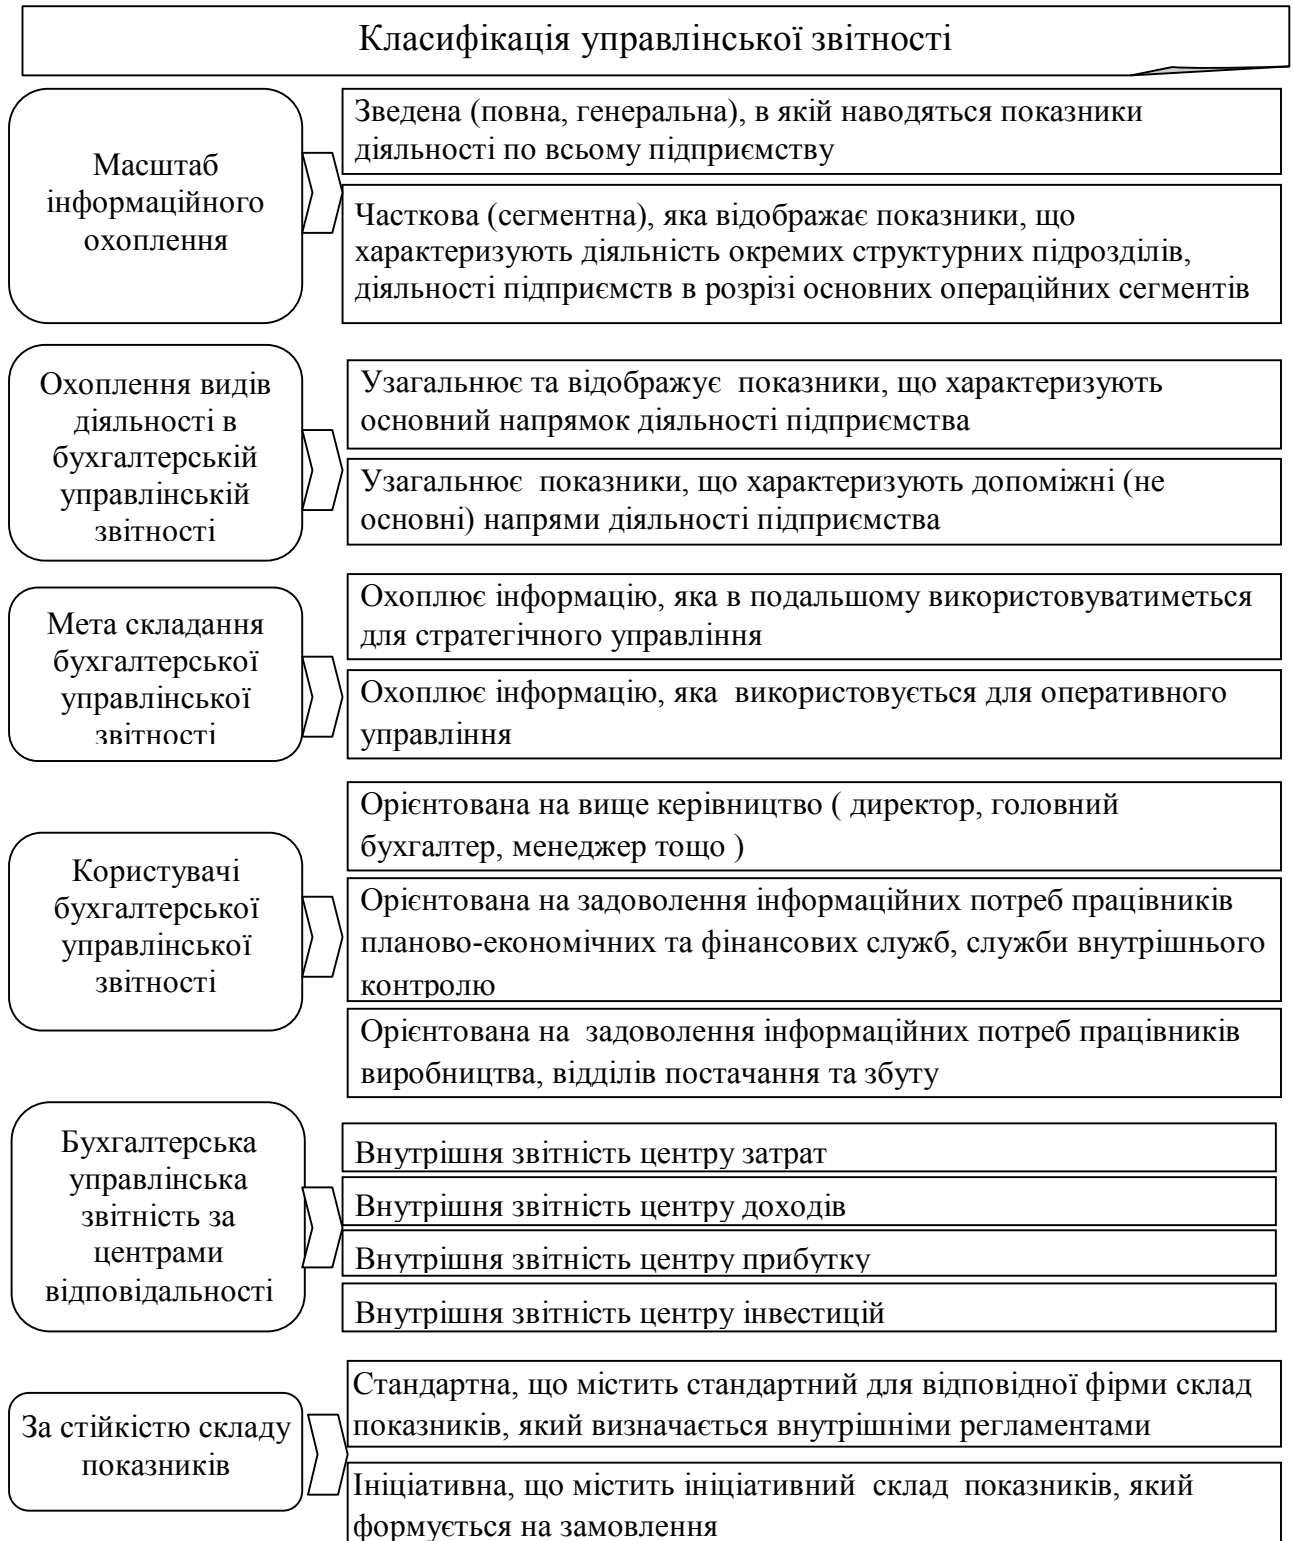 Класифікація управлінської звітності
Масштаб
інформаційного
охоплення
Зведена (повна, генеральна), в якій наводяться показники
діяльності по всьому підприємству
Часткова (сегментна), яка відображає показники, що
характеризують діяльність окремих структурних підрозділів,
діяльності підприємств в розрізі основних операційних сегментів
Охоплення видів
діяльності в
бухгалтерській
управлінській
звітності
Узагальнює та відображує показники, що характеризують
основний напрямок діяльності підприємства
Узагальнює показники, що характеризують допоміжні (не
основні) напрями діяльності підприємства
Мета складання
бухгалтерської
управлінської
звітності
Охоплює інформацію, яка в подальшому використовуватиметься
для стратегічного управління
Охоплює інформацію, яка використовується для оперативного
управління
Користувачі
бухгалтерської
управлінської
звітності
Орієнтована на вище керівництво ( директор, головний
бухгалтер, менеджер тощо )
Орієнтована на задоволення інформаційних потреб працівників
планово-економічних та фінансових служб, служби внутрішнього
контролю
Орієнтована на задоволення інформаційних потреб працівників
виробництва, відділів постачання та збуту
Бухгалтерська
управлінська
звітність за
центрами
відповідальності
Внутрішня звітність центру затрат
Внутрішня звітність центру доходів
Внутрішня звітність центру прибутку
Внутрішня звітність центру інвестицій
За стійкістю складу
показників
Стандартна, що містить стандартний для відповідної фірми склад
показників, який визначається внутрішніми регламентами
Ініціативна, що містить ініціативний склад показників, який
формується на замовлення